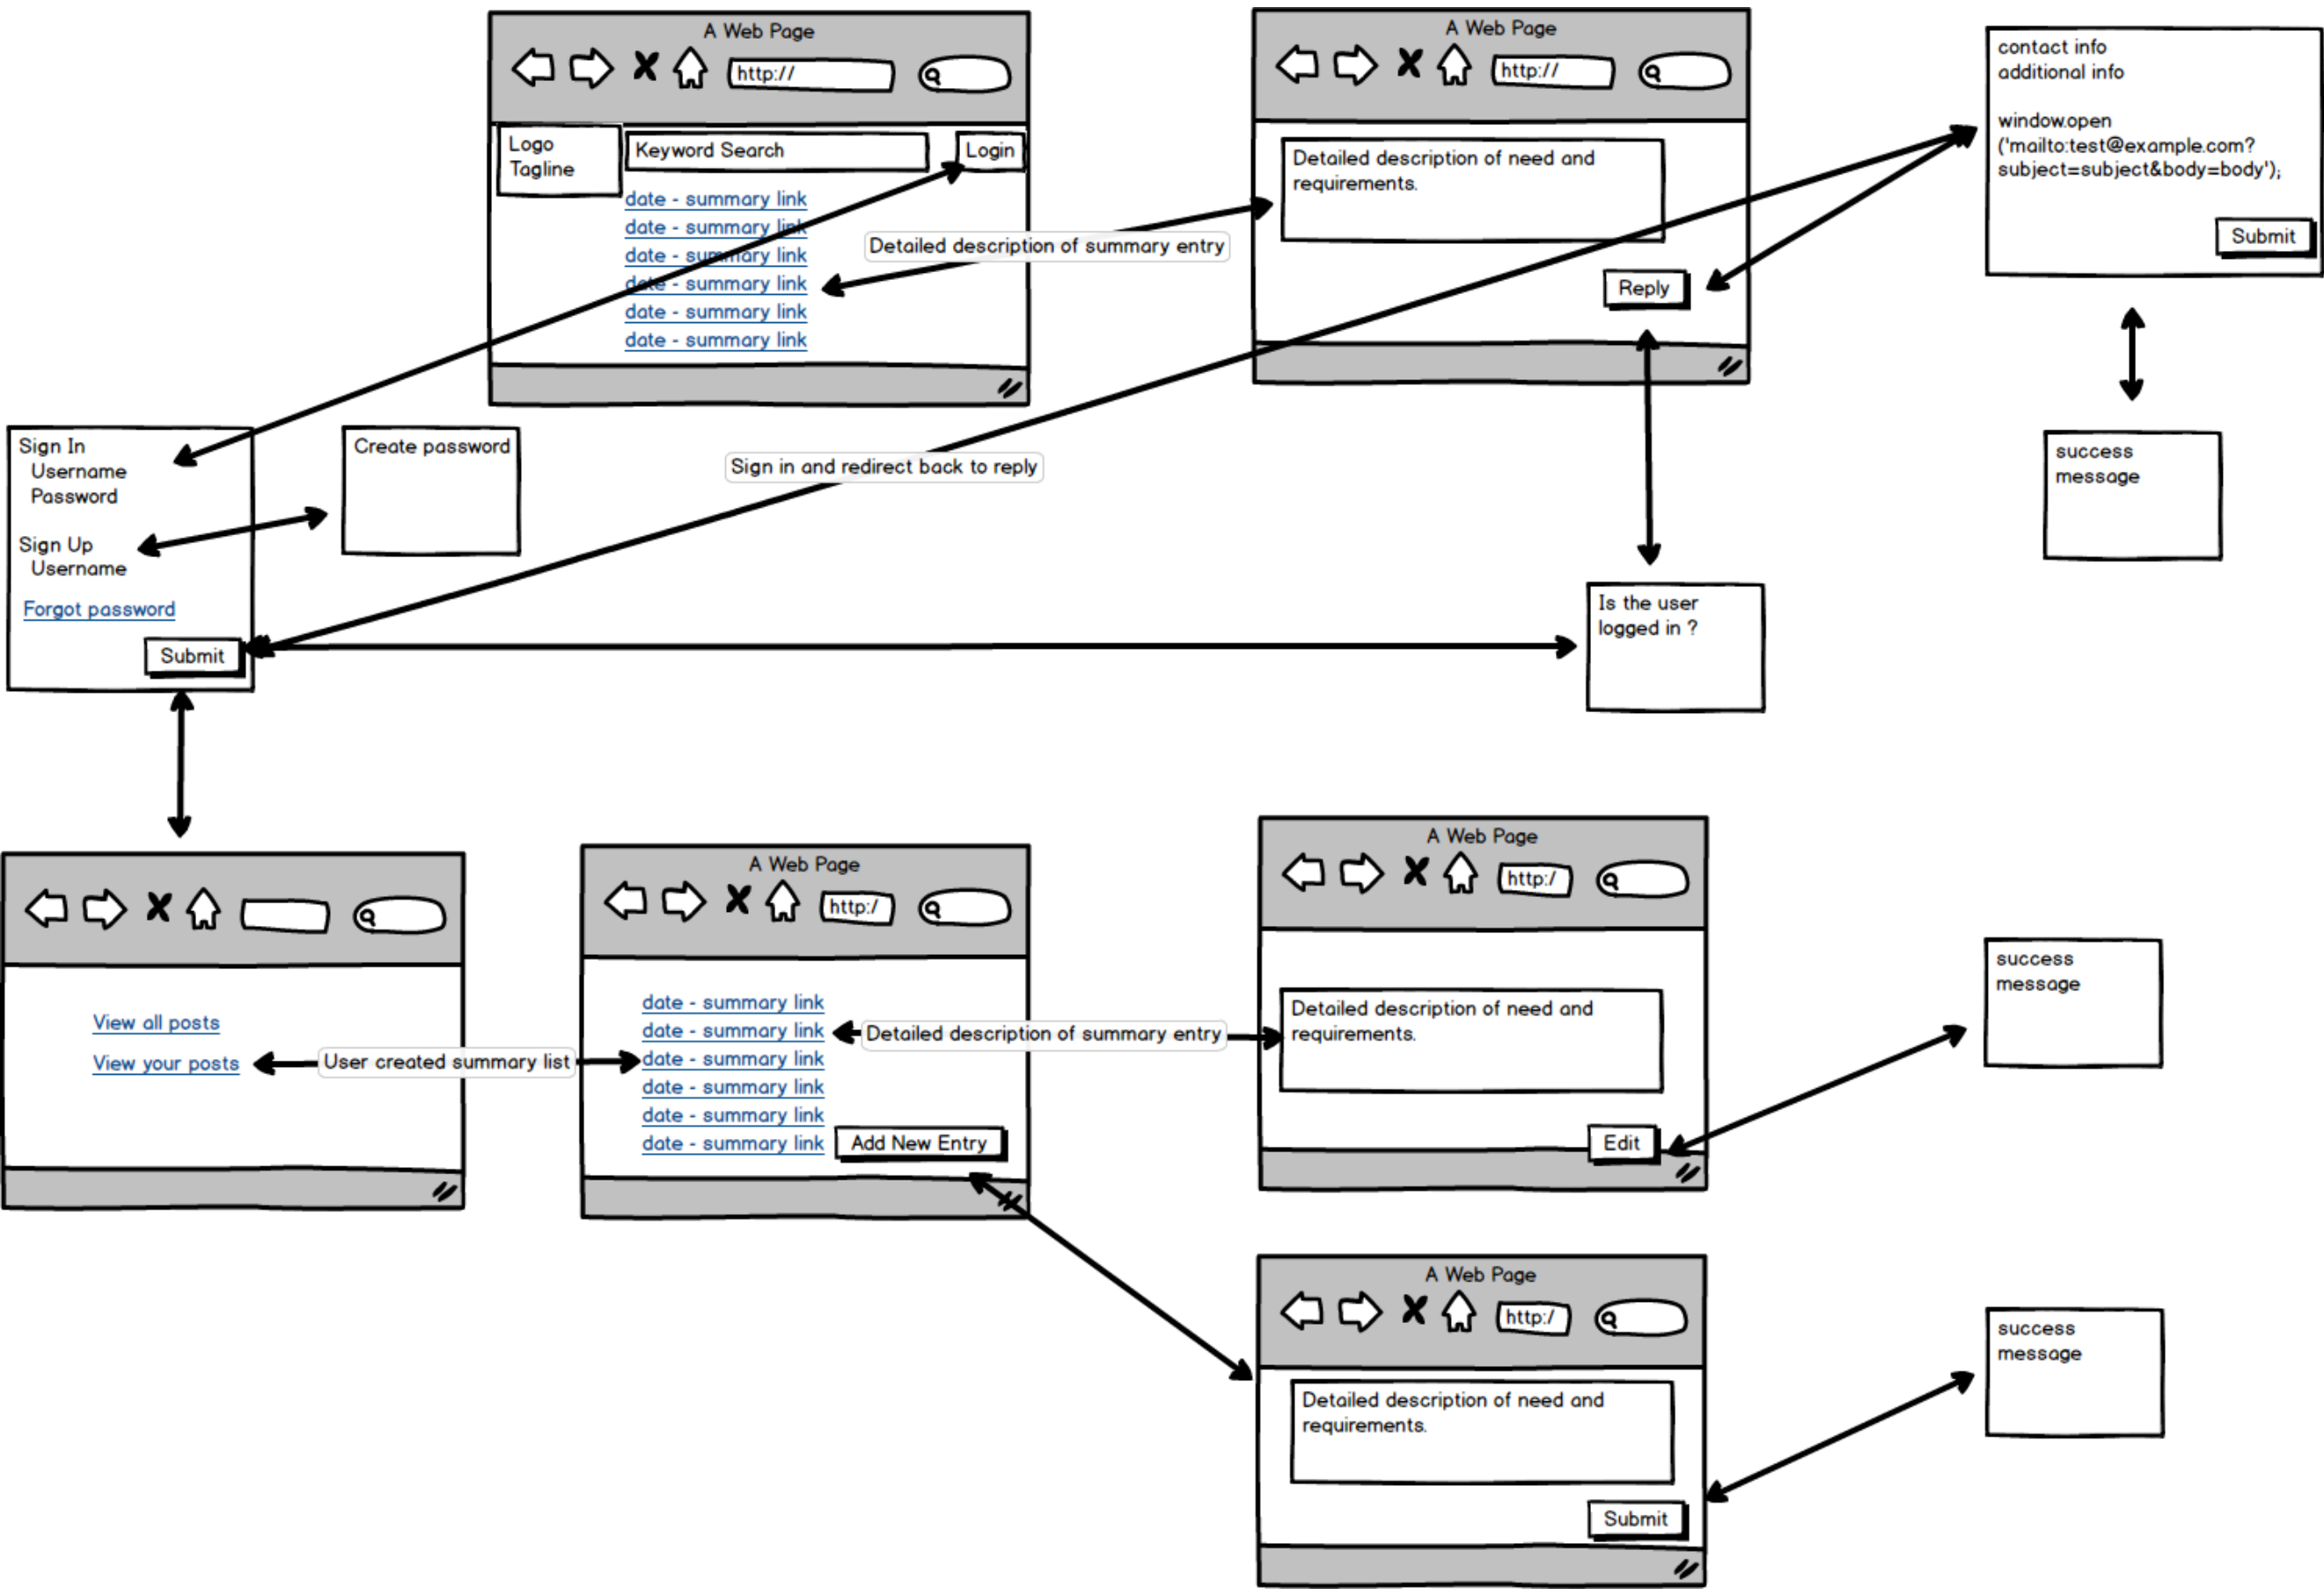 A Web Page
http://
Logo
Tagline
Keyword Search
Login
date - summary link
date - summary link
date - summary link
date - summary link
date - summary link
date - summary link
Detailed description of summary entry
A Web Page
http://
Detailed description of need and
requirements.
Reply
contact info
additional info
window.open
('mailto:test@example.com?
subject=subject&body=body');
Submit
success
message
Sign In
Username
Password
Sign Up
Username
Forgot password
Submit
Create password
Sign in and redirect back to reply
Is the user
logged in ?
View all posts
View your posts
User created summary list
A Web Page
http:/
date - summary link
date - summary link
date - summary link
date - summary link
date - summary link
date - summary link
Add New Entry
Detailed description of summary entry
A Web Page
http:/
Detailed description of need and
requirements.
Edit
success
message
A Web Page
http:/
Detailed description of need and
requirements.
Submit
success
message